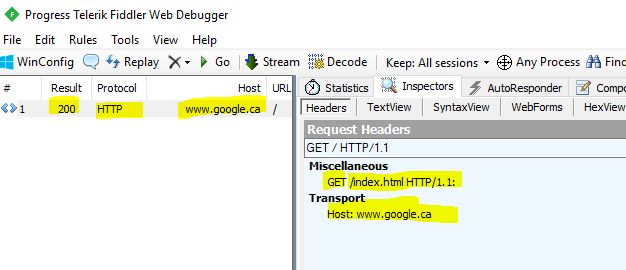 Progress Telerik Fiddler Web Debugger
File Edit Rules Tools View Help
WinConfig Replay Go Stream Decode Keep: All sessions Any Process Find
# Result Protocol Host URL
1 200 HTTP www.google.ca /
Statistics Inspectors AutoResponder
Headers TextView SyntaxView WebForms HexView
Request Headers
GET / HTTP/1.1
Miscellaneous
GET /index.html HTTP/1.1:
Transport
Host: www.google.ca